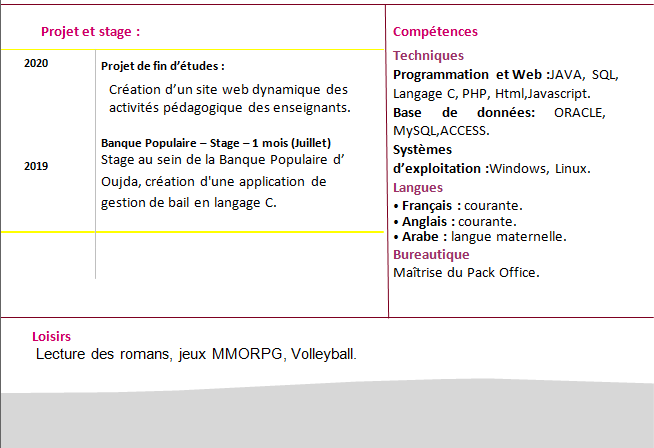 Projet et stage :
2020
Projet de fin d’études :
Création d’un site web dynamique des
activités pédagogique des enseignants.
2019
Banque Populaire – Stage – 1 mois (Juillet)
Stage au sein de la Banque Populaire d’
Oujda, création d'une application de
gestion de bail en langage C.
Compétences
Techniques
Programmation et Web :JAVA, SQL,
Langage C, PHP, Html,Javascript.
Base de données: ORACLE,
MySQL,ACCESS.
Systèmes
d’exploitation :Windows, Linux.
Langues
• Français : courante.
• Anglais : courante.
• Arabe : langue maternelle.
Bureautique
Maîtrise du Pack Office.
Loisirs
Lecture des romans, jeux MMORPG, Volleyball.